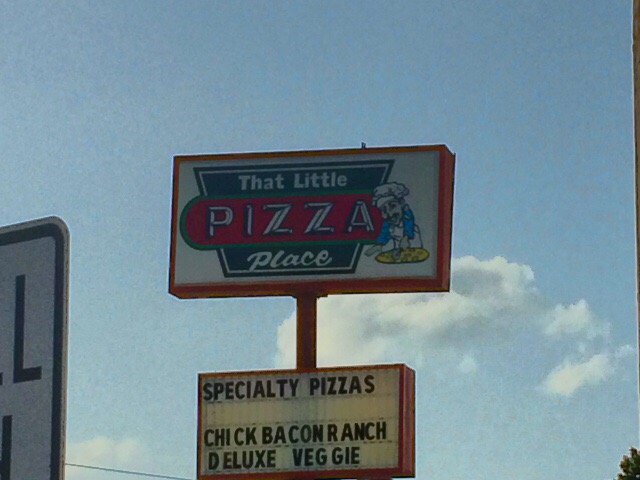 That Little
PIZZA
Place
SPECIALTY PIZZAS
CHICK BACON RANCH
DELUXE VEGGIE